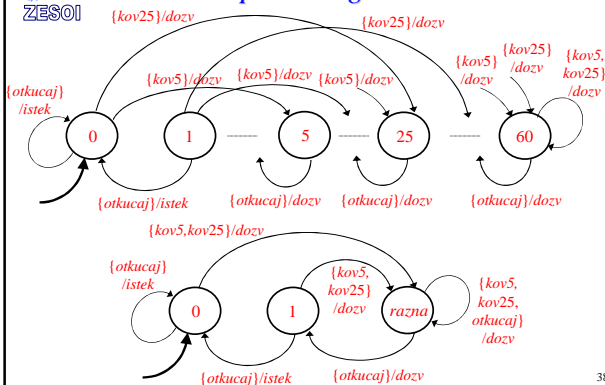 ZESOI
{kov25}/dozv
{kov25}/dozv
{kov5}/dozv
{kov5}/dozv
{kov5}/dozv
{kov5}
/dozv
{kov25}
/dozv
{kov5,
kov25}
/dozv
{otkucaj}
/istek
0
1
5
25
60
{otkucaj}/istek
{otkucaj}/dozv
{otkucaj}/dozv
{otkucaj}/dozv
{kov5,kov25}/dozv
{otkucaj}
/istek
{kov5,
kov25}
/dozv
{kov5,
kov25,
otkucaj}
/dozv
0
1
razna
{otkucaj}/istek
{otkucaj}/dozv
38